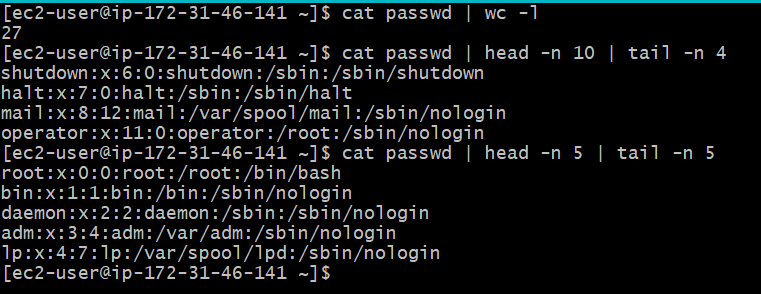 [ec2-user@ip-172-31-46-141 ~]$ cat passwd | wc -l
27
[ec2-user@ip-172-31-46-141 ~]$ cat passwd | head -n 10 | tail -n 4
shutdown:x:6:0:shutdown:/sbin:/sbin/shutdown
halt:x:7:0:halt:/sbin:/sbin/halt
mail:x:8:12:mail:/var/spool/mail:/sbin/nologin
operator:x:11:0:operator:/root:/sbin/nologin
[ec2-user@ip-172-31-46-141 ~]$ cat passwd | head -n 5 | tail -n 5
root:x:0:0:root:/root:/bin/bash
bin:x:1:1:bin:/bin:/sbin/nologin
daemon:x:2:2:daemon:/sbin:/sbin/nologin
adm:x:3:4:adm:/var/adm:/sbin/nologin
lp:x:4:7:lp:/var/spool/lpd:/sbin/nologin
[ec2-user@ip-172-31-46-141 ~]$